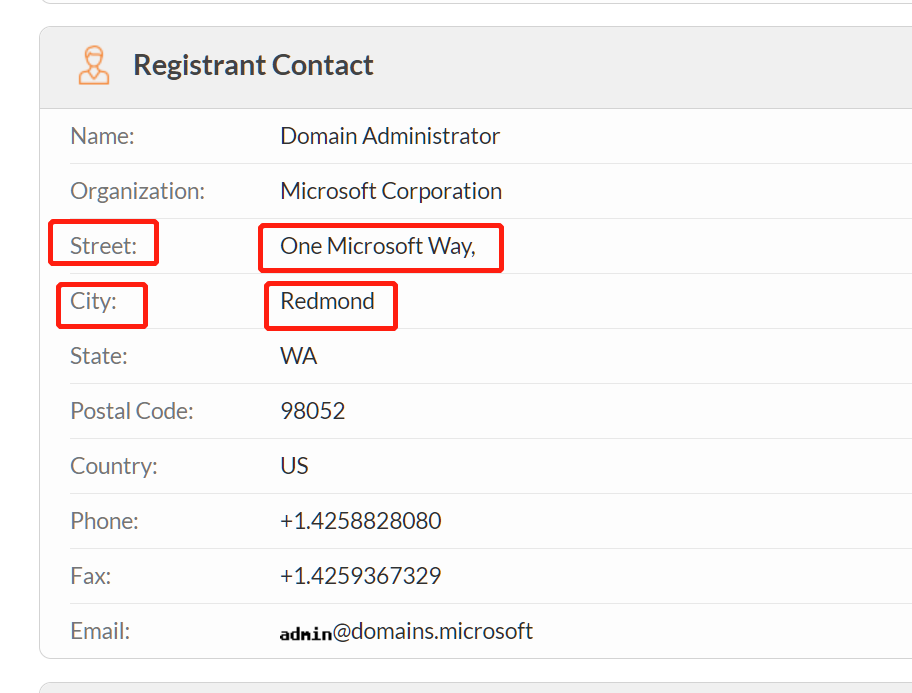 Registrant Contact
Name: Domain Administrator
Organization: Microsoft Corporation
Street: One Microsoft Way,
City: Redmond
State: WA
Postal Code: 98052
Country: US
Phone: +1.4258828080
Fax: +1.4259367329
Email: admin@domains.microsoft